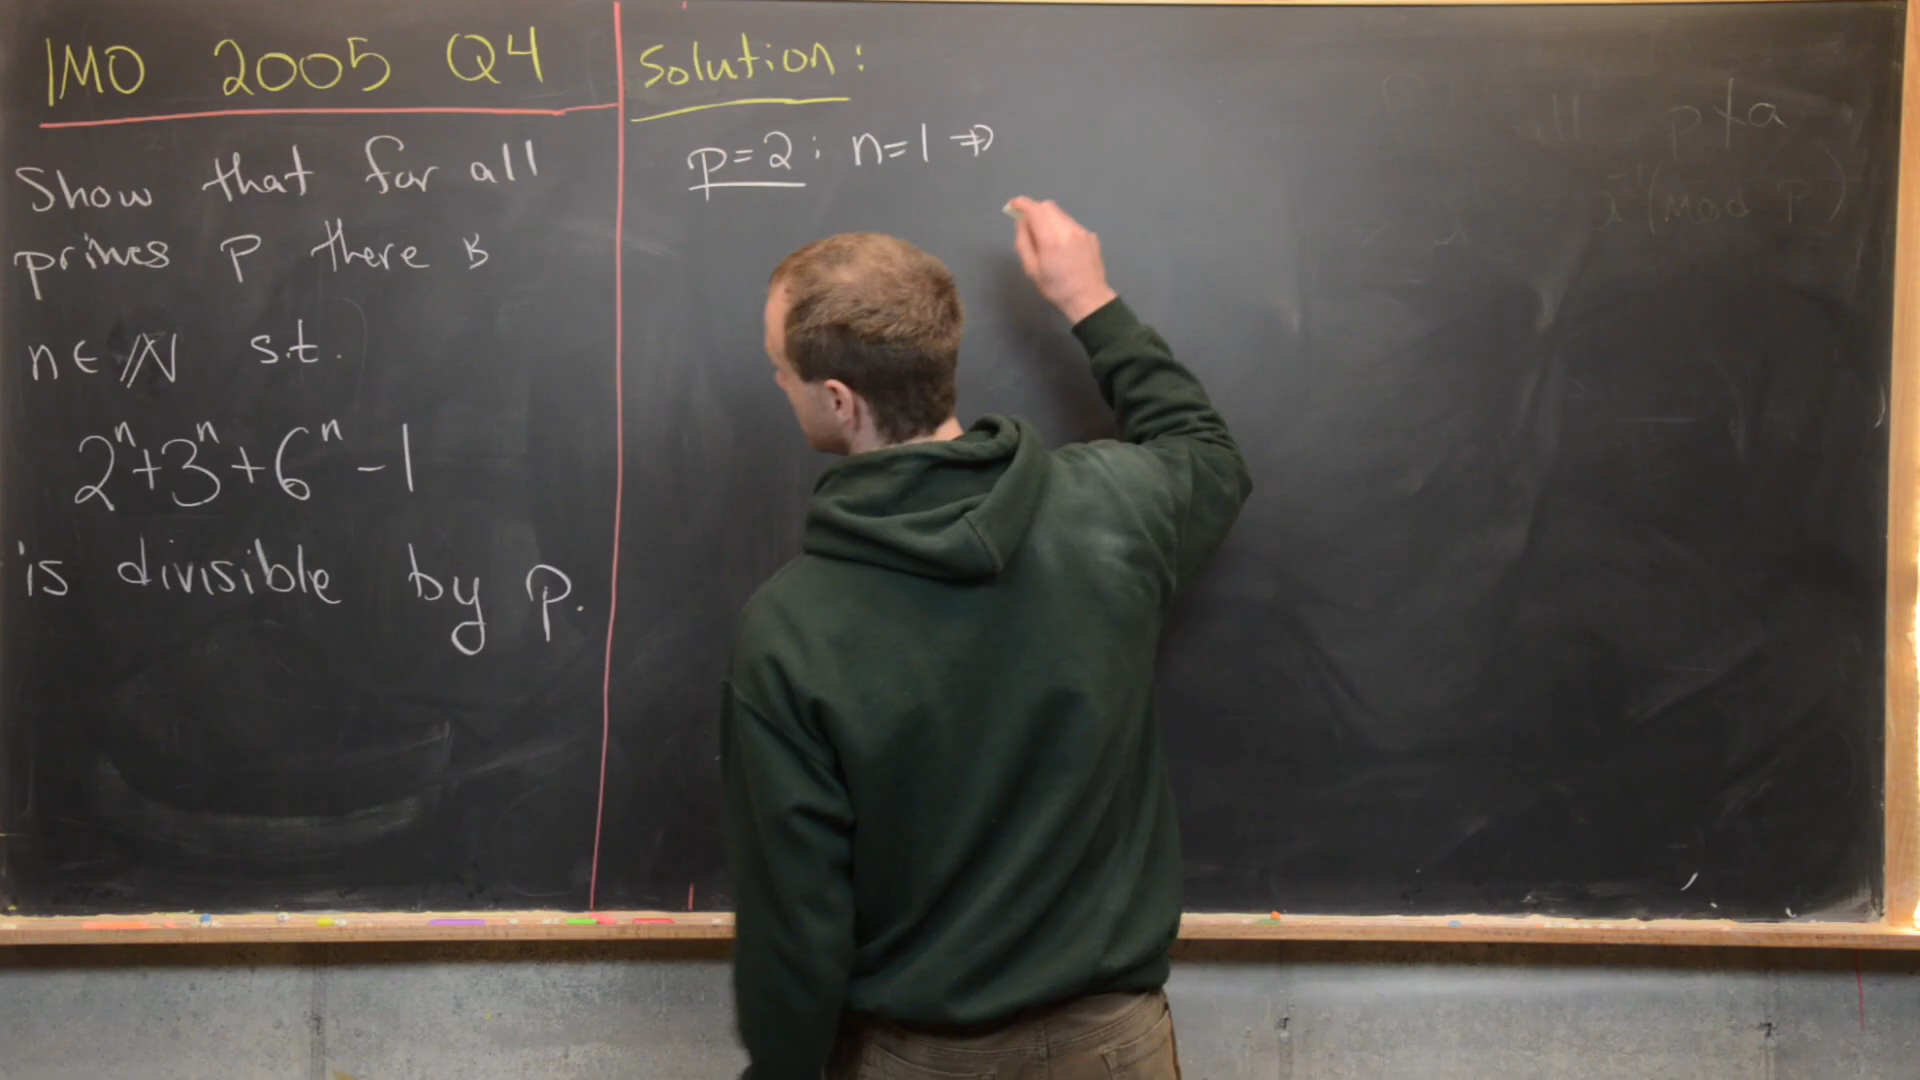 IMO 2005 Q4
Show that for all
primes p there is
n ∈ ℕ s.t.
2ⁿ+3ⁿ+6ⁿ-1
is divisible by p.
Solution:
p=2: n=1 ⇒
p∤a
(mod p)